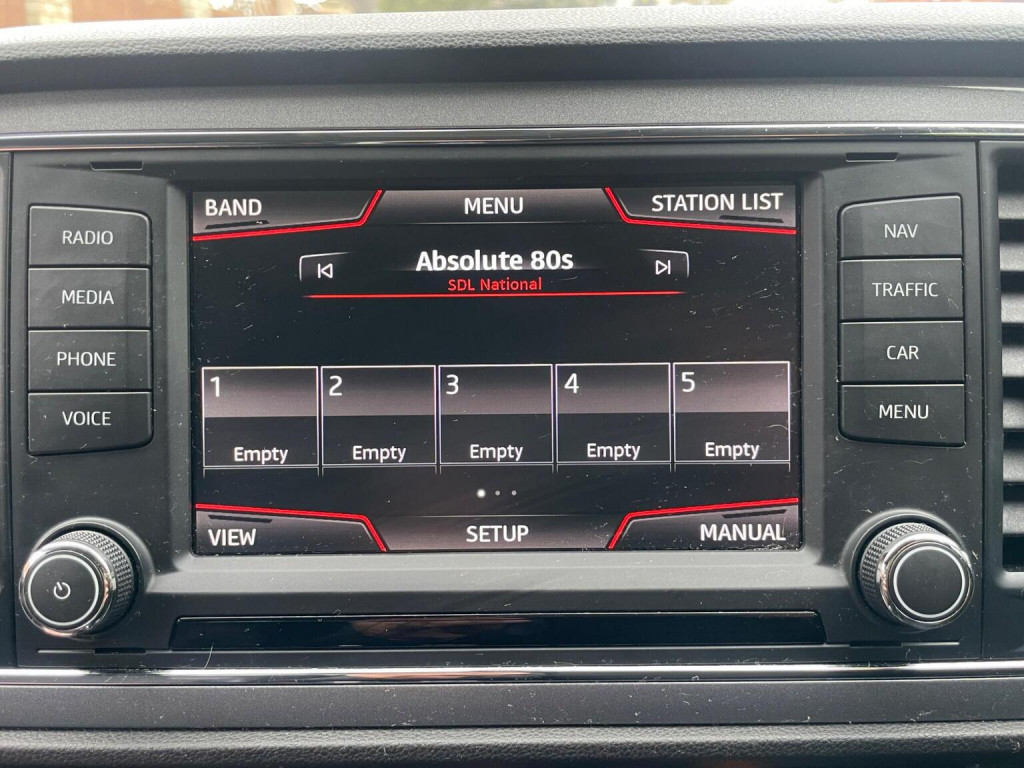 BAND MENU STATION LIST
Absolute 80s
SDL National
RADIO
MEDIA
PHONE
VOICE
1 2 3 4 5
Empty Empty Empty Empty Empty
VIEW SETUP MANUAL
NAV
TRAFFIC
CAR
MENU